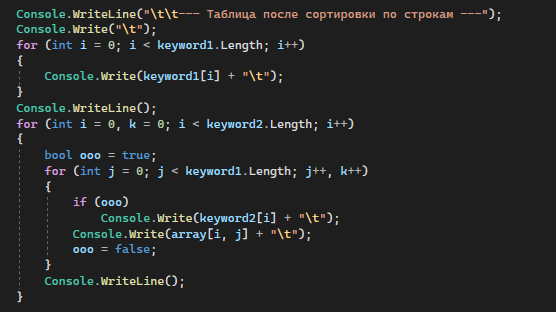 Console.WriteLine("\t\t--- Таблица после сортировки по строкам ---");
Console.Write("\t");
for (int i = 0; i < keyword1.Length; i++)
{
    Console.Write(keyword1[i] + "\t");
}
Console.WriteLine();
for (int i = 0, k = 0; i < keyword2.Length; i++)
{
    bool ooo = true;
    for (int j = 0; j < keyword1.Length; j++, k++)
    {
        if (ooo)
            Console.Write(keyword2[i] + "\t");
        Console.Write(array[i, j] + "\t");
        ooo = false;
    }
    Console.WriteLine();
}